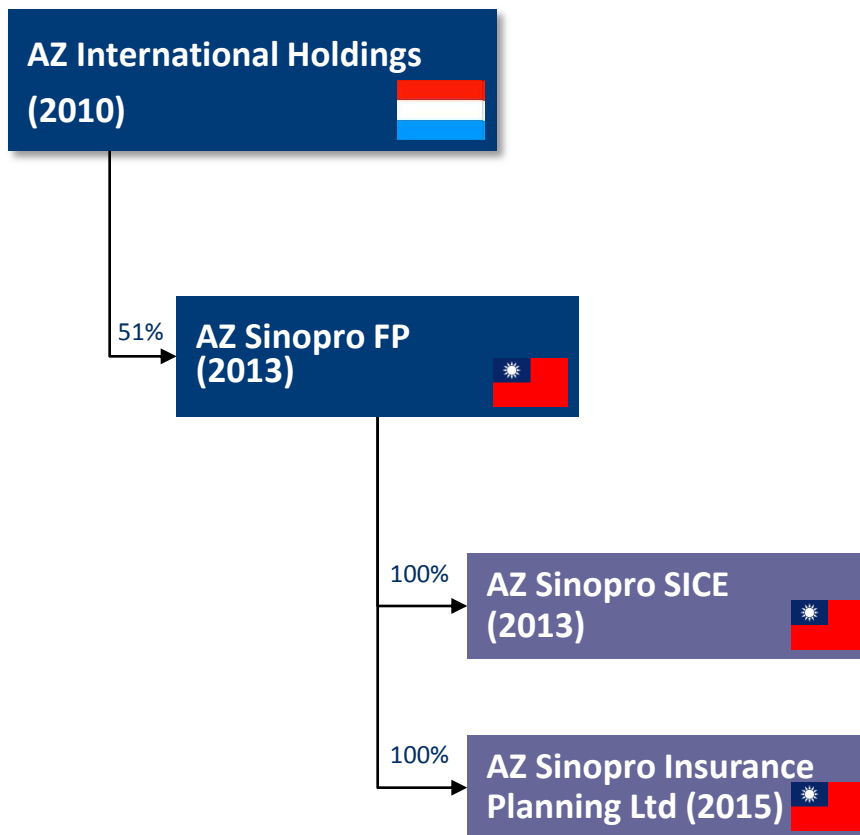 AZ International Holdings
(2010)
51%
AZ Sinopro FP
(2013)
100%
AZ Sinopro SICE
(2013)
100%
AZ Sinopro Insurance
Planning Ltd (2015)